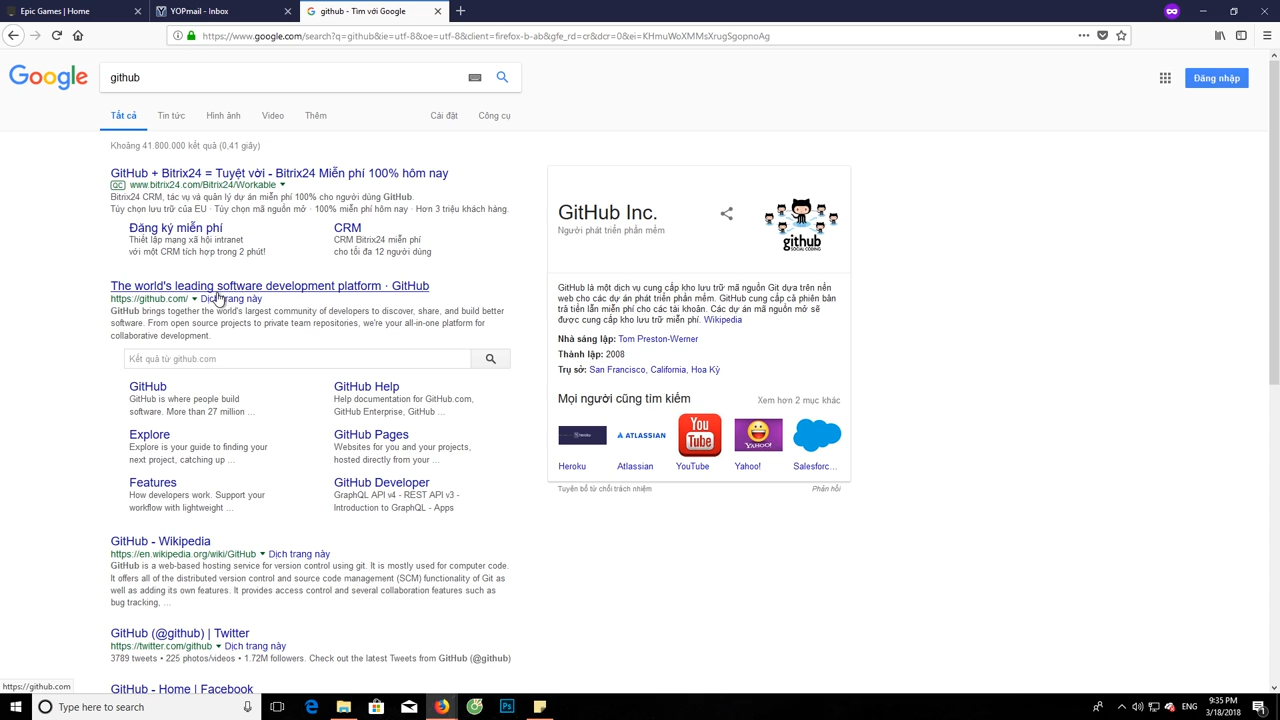 Epic Games | Home
YOPmail - inbox
github - Tìm với Google
https://www.google.com/search?q=github&ie=utf-8&oe=utf-8&client=firefox-b-ab&gfe_rd=cr&dcr=0&ei=KHmuWoXMMsXrugSgopnoAg
Google
github
Đăng nhập
Tất cả
Tin tức
Hình ảnh
Video
Thêm
Cài đặt
Công cụ
Khoảng 41.800.000 kết quả (0,41 giây)
GitHub + Bitrix24 = Tuyệt vời - Bitrix24 Miễn phí 100% hôm nay
QC www.bitrix24.com/Bitrix24/Workable
Bitrix24 CRM, tác vụ và quản lý dự án miễn phí 100% cho người dùng GitHub.
Tùy chọn lưu trữ của EU · Tùy chọn mã nguồn mở · 100% miễn phí hôm nay · Hơn 3 triệu khách hàng.
Đăng ký miễn phí
Thiết lập mạng xã hội intranet
với một CRM tích hợp trong 2 phút!
CRM
CRM Bitrix24 miễn phí
cho tối đa 12 người dùng
The world's leading software development platform · GitHub
https://github.com/ Dịch trang này
GitHub brings together the world's largest community of developers to discover, share, and build better
software. From open source projects to private team repositories, we're your all-in-one platform for
collaborative development.
Kết quả từ github.com
GitHub
GitHub is where people build
software. More than 27 million ...
GitHub Help
Help documentation for GitHub.com,
GitHub Enterprise, GitHub ...
Explore
Explore is your guide to finding your
next project, catching up ...
GitHub Pages
Websites for you and your projects,
hosted directly from your ...
Features
How developers work. Support your
workflow with lightweight ...
GitHub Developer
GraphQL API v4 - REST API v3 -
Introduction to GraphQL - Apps
GitHub - Wikipedia
https://en.wikipedia.org/wiki/GitHub Dịch trang này
GitHub is a web-based hosting service for version control using git. It is mostly used for computer code.
It offers all of the distributed version control and source code management (SCM) functionality of Git as
well as adding its own features. It provides access control and several collaboration features such as
bug tracking, ...
GitHub (@github) | Twitter
https://twitter.com/github Dịch trang này
3789 tweets • 225 photos/videos • 1.72M followers. Check out the latest Tweets from GitHub (@github)
GitHub - Home | Facebook
GitHub Inc.
Người phát triển phần mềm
github
SOCIAL CODING
GitHub là một dịch vụ cung cấp kho lưu trữ mã nguồn Git dựa trên nền
web cho các dự án phát triển phần mềm. GitHub cung cấp cả phiên bản
trả tiền lẫn miễn phí cho các tài khoản. Các dự án mã nguồn mở sẽ
được cung cấp kho lưu trữ miễn phí. Wikipedia
Nhà sáng lập: Tom Preston-Werner
Thành lập: 2008
Trụ sở: San Francisco, California, Hoa Kỳ
Mọi người cũng tìm kiếm
Xem hơn 2 mục khác
ATLASSIAN
You
Tube
YAHOO!
Heroku
Atlassian
YouTube
Yahoo!
Salesforc...
Tuyên bố từ chối trách nhiệm
Phản hồi
https://github.com
Type here to search
Ps
ENG
9:35 PM
3/18/2018